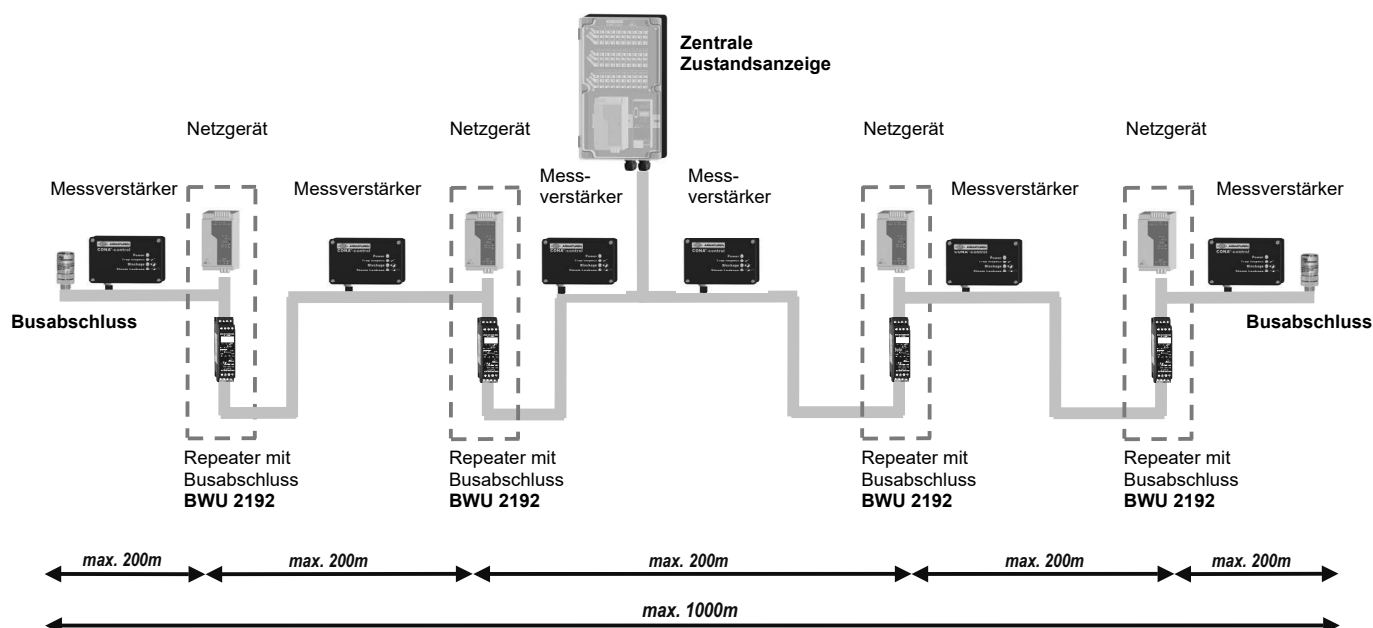 Zentrale
Zustandsanzeige
Netzgerät
Netzgerät
Netzgerät
Netzgerät
Messverstärker
Messverstärker
Mess-
verstärker
Mess-
verstärker
Messverstärker
Messverstärker
Busabschluss
Busabschluss
Repeater mit
Busabschluss
BWU 2192
Repeater mit
Busabschluss
BWU 2192
Repeater mit
Busabschluss
BWU 2192
Repeater mit
Busabschluss
BWU 2192
max. 200m
max. 200m
max. 200m
max. 200m
max. 200m
max. 1000m